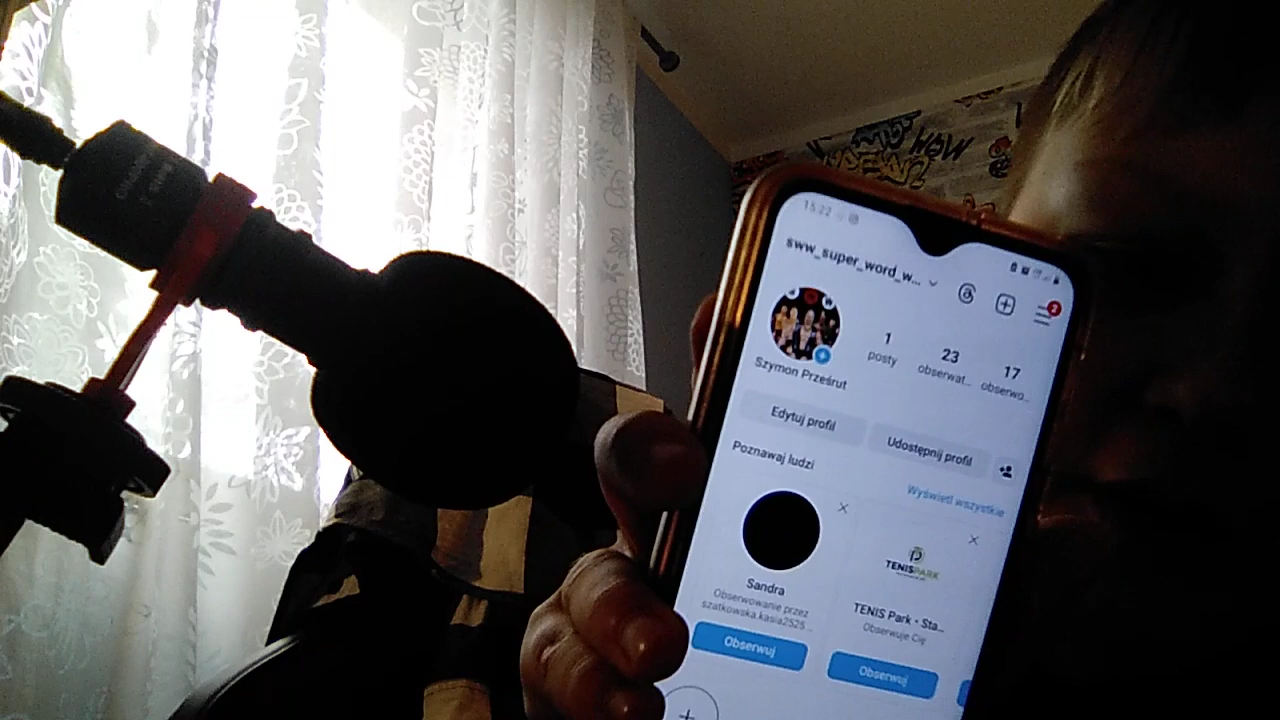 WOW
15:22
sww_super_word_w...
2
1
posty
23
obserwat...
17
obserwo...
Szymon Prześrut
Edytuj profil
Udostępnij profil
Poznawaj ludzi
Wyświetl wszystkie
Sandra
Obserwowanie przez
szatkowska.kasia2525...
Obserwuj
TENISPARK
TENIS Park • Sta...
Obserwuje Cię
Obserwuj